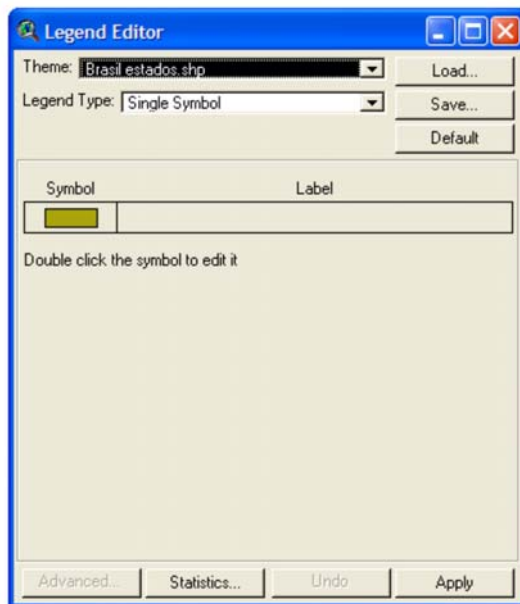 Legend Editor
Theme: Brasil estados.shp
Load...
Legend Type: Single Symbol
Save...
Default
Symbol Label
Double click the symbol to edit it
Advanced... Statistics... Undo Apply